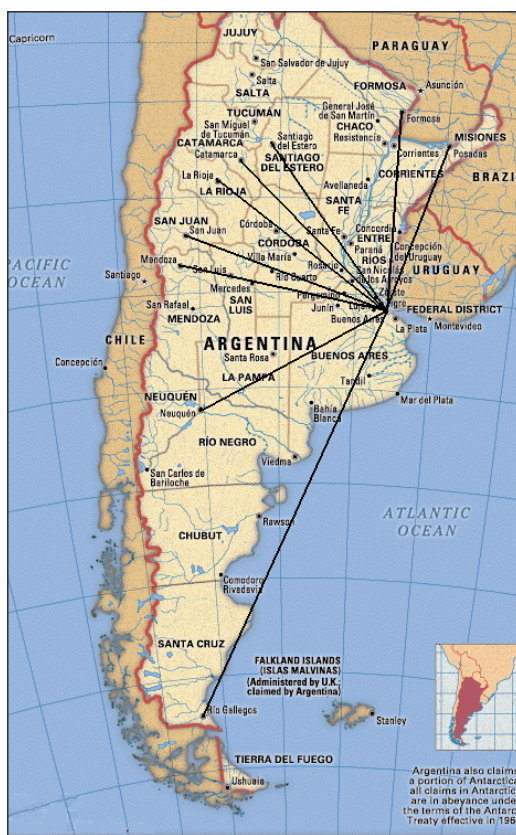 Capricorn
JUJUY
San Salvador de Jujuy
Salta
SALTA
PARAGUAY
Asunción
FORMOSA
Formosa
TUCUMÁN
San Miguel
de Tucumán
General José
de San Martín
CHACO
Resistencia
MISIONES
Posadas
CATAMARCA
Catamarca
Santiago
del Estero
SANTIAGO
DEL ESTERO
Corrientes
CORRIENTES
BRAZI
La Rioja
LA RIOJA
Avellaneda
SANTA
FE
SAN JUAN
San Juan
Córdoba
CÓRDOBA
Santa Fe
Paraná
Concordia
ENTRE
RÍOS
Concepción
del Uruguay
URUGUAY
PACIFIC
OCEAN
Mendoza
San Luis
Villa María
Río Cuarto
Rosario
San Nicolás
de los Arroyos
Santiago
Mercedes
SAN
LUIS
Pergamino
Zárate
Junín
Buenos Aires
FEDERAL DISTRICT
La Plata
Montevideo
San Rafael
MENDOZA
CHILE
ARGENTINA
Santa Rosa
BUENOS AIRES
Concepción
LA PAMPA
Tandil
Mar del Plata
NEUQUÉN
Neuquén
Bahía
Blanca
RÍO NEGRO
Viedma
San Carlos de
Bariloche
ATLANTIC
OCEAN
Rawson
CHUBUT
Comodoro
Rivadavia
SANTA CRUZ
FALKLAND ISLANDS
(ISLAS MALVINAS)
(Administered by U.K.;
claimed by Argentina)
Río Gallegos
Stanley
TIERRA DEL FUEGO
Ushuaia
Argentina also claims
a portion of Antarctica
all claims in Antarctic
are in abeyance unde
the terms of the Antarc
Treaty effective in 196